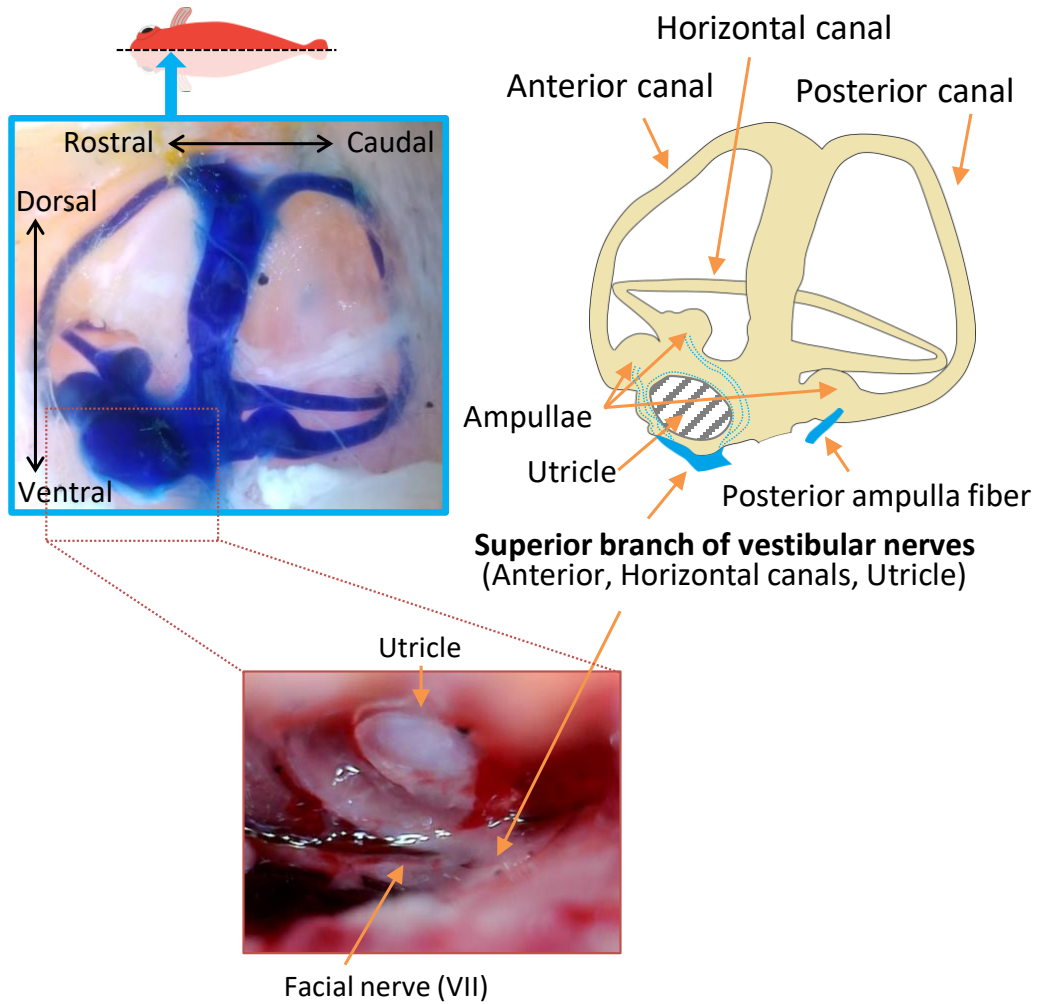 Horizontal canal
Anterior canal
Posterior canal
Rostral
Caudal
Dorsal
Ventral
Ampullae
Utricle
Posterior ampulla fiber
Superior branch of vestibular nerves
(Anterior, Horizontal canals, Utricle)
Utricle
Facial nerve (VII)